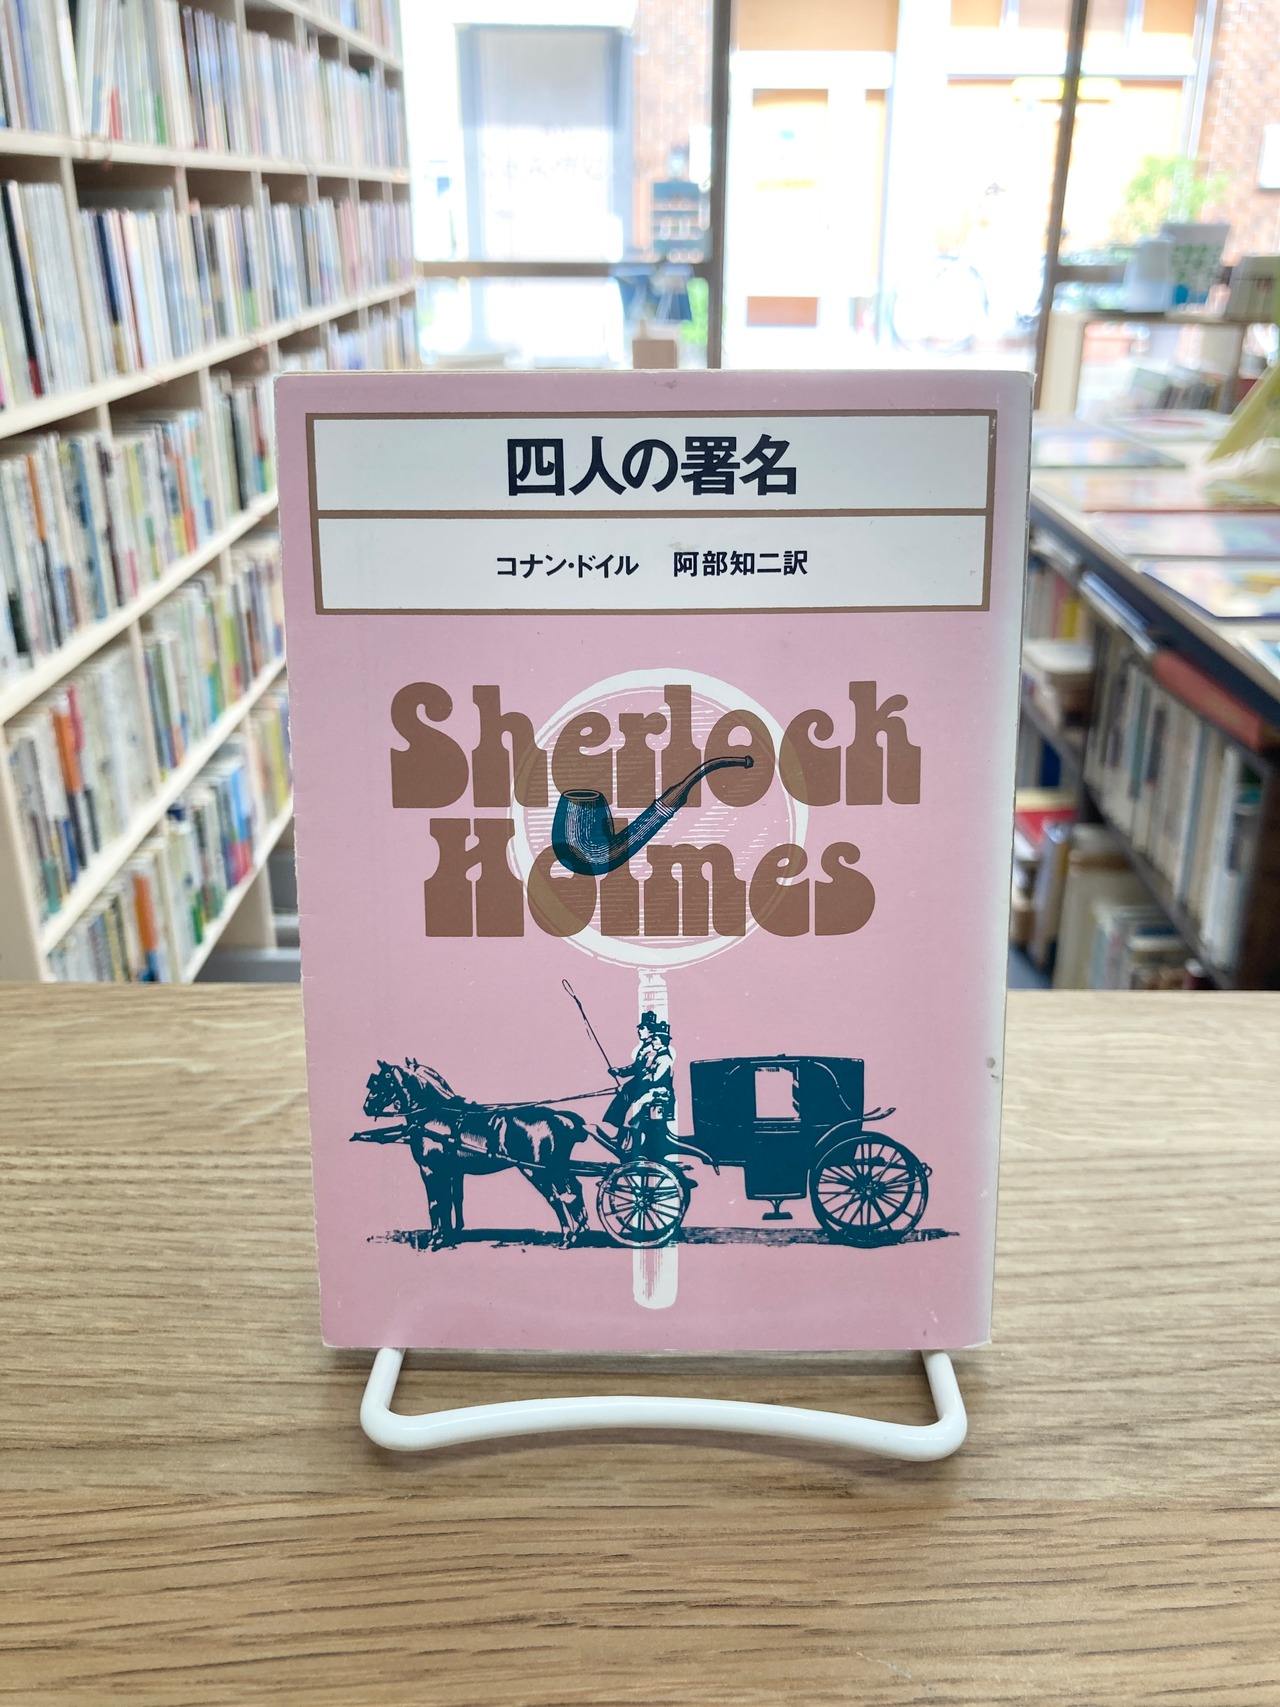 四人の署名
コナン・ドイル 阿部知二訳
Sherlock
Holmes